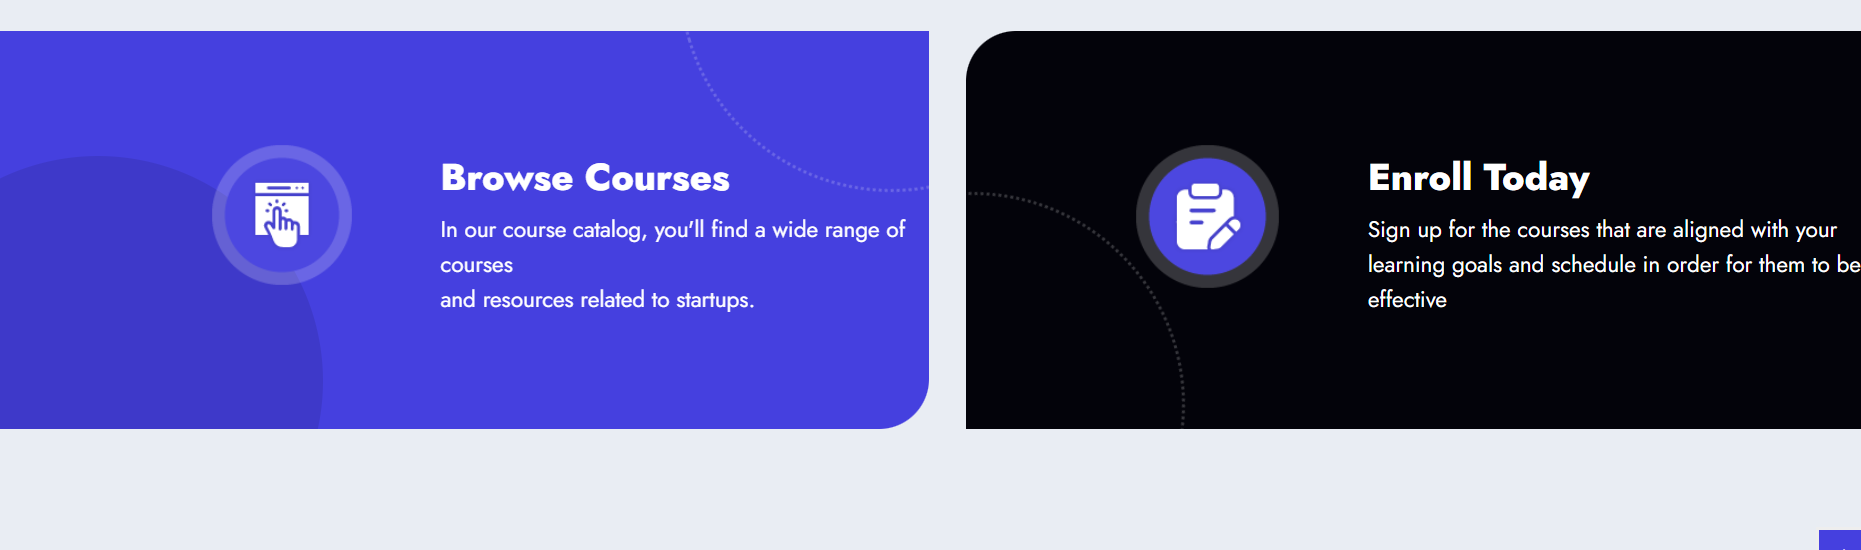 Browse Courses
In our course catalog, you'll find a wide range of
courses
and resources related to startups.
Enroll Today
Sign up for the courses that are aligned with your
learning goals and schedule in order for them to be
effective